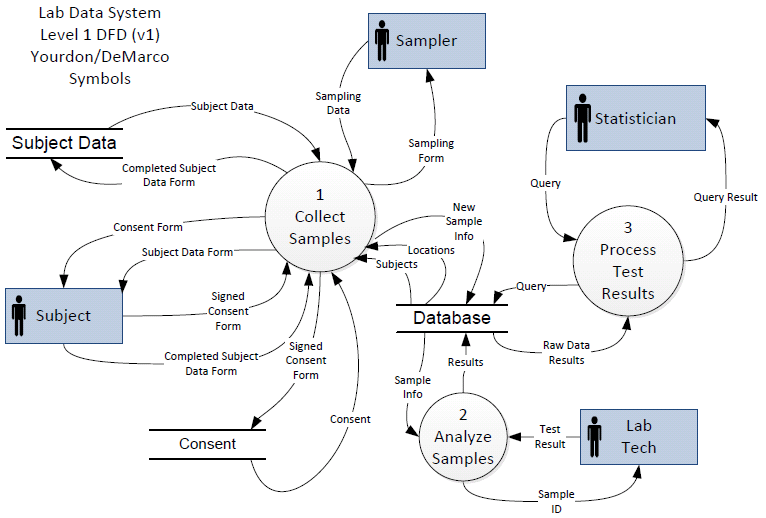 Lab Data System
Level 1 DFD (v1)
Yourdon/DeMarco
Symbols
Sampler
Sampling
Data
Sampling
Form
Subject Data
Subject Data
Completed Subject
Data Form
Statistician
Query
Query Result
1
Collect
Samples
New
Sample
Info
Locations
Subjects
Consent Form
Subject Data Form
3
Process
Test
Results
Query
Subject
Signed
Consent
Form
Completed Subject
Data Form
Signed
Consent
Form
Database
Raw Data
Results
Results
Sample
Info
Consent
Consent
2
Analyze
Samples
Test
Result
Lab
Tech
Sample
ID